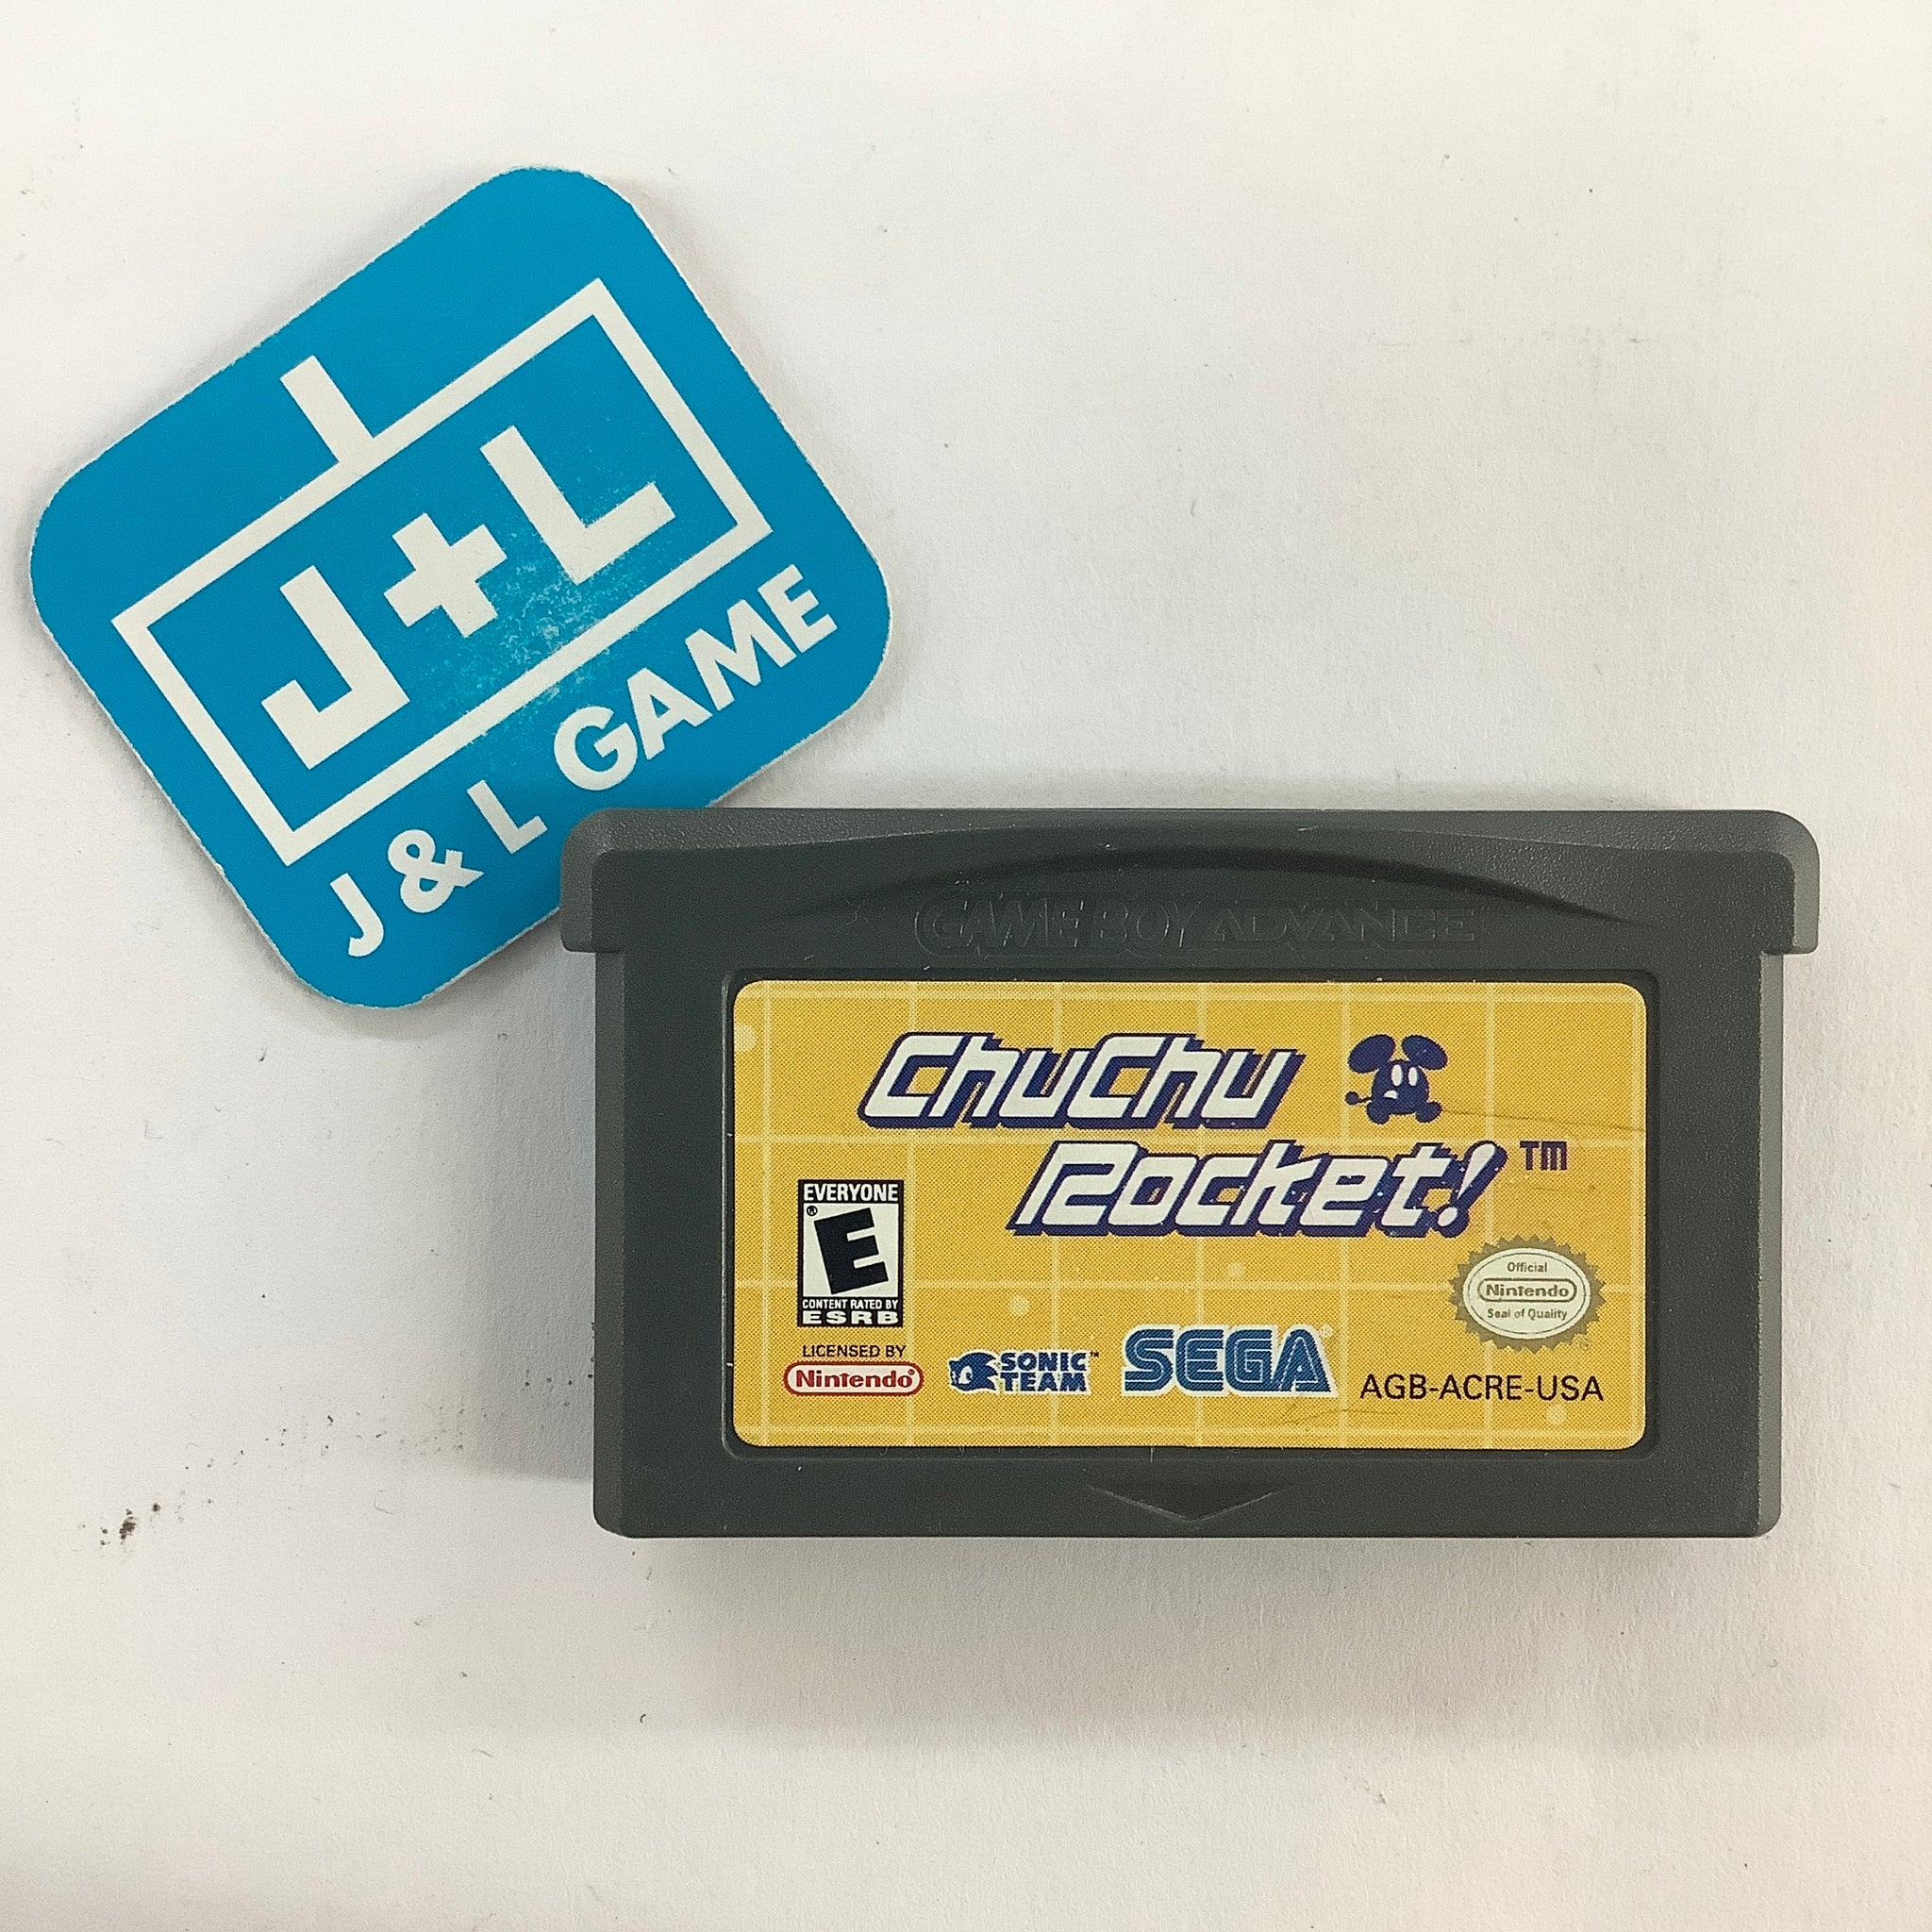 J+L
J & L GAME
GAME BOY ADVANCE
ChuChu
Rocket!™
EVERYONE
E®
CONTENT RATED BY
ESRB
Official
Nintendo
Seal of Quality
LICENSED BY
Nintendo®
SONIC
TEAM™
SEGA®
AGB-ACRE-USA